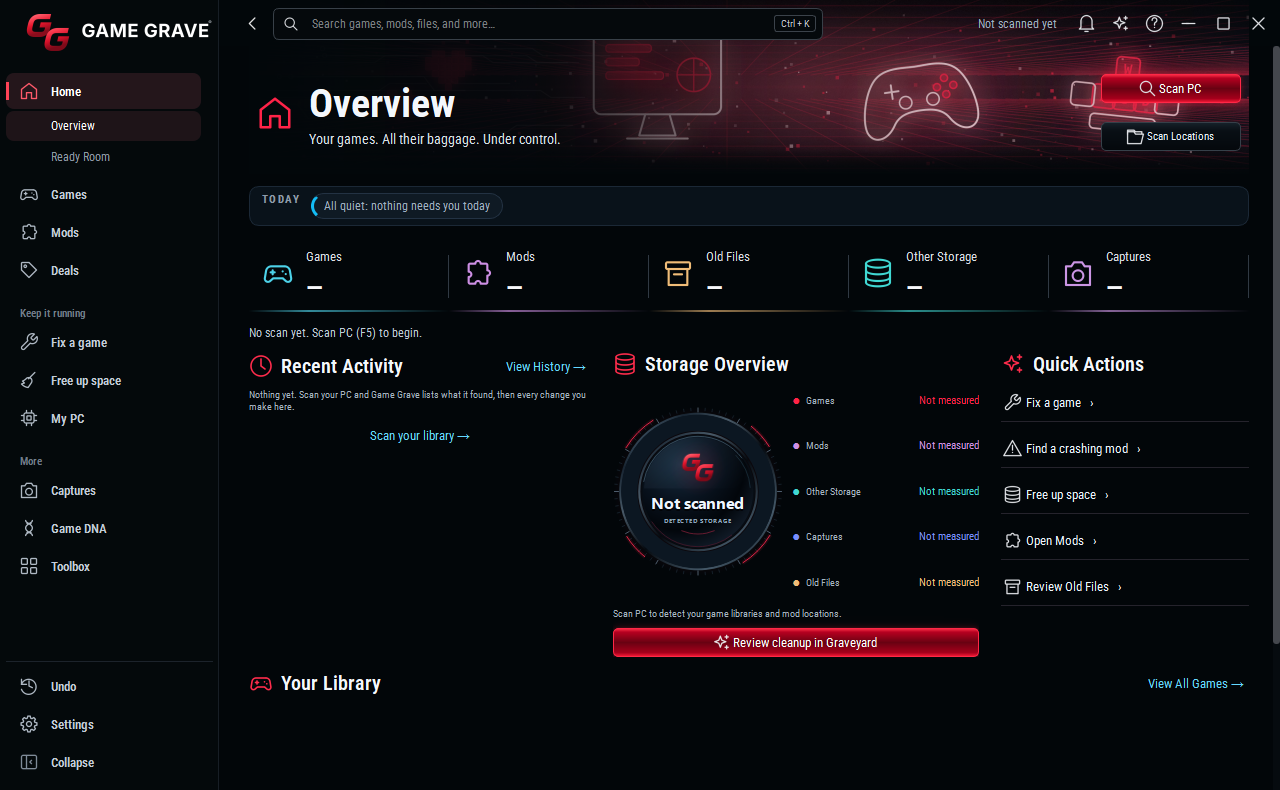 GAME GRAVE
Search games, mods, files, and more...
Ctrl + K
Not scanned yet
Home
Overview
Ready Room
Games
Mods
Deals
Keep it running
Fix a game
Free up space
My PC
More
Captures
Game DNA
Toolbox
Undo
Settings
Collapse
Overview
Your games. All their baggage. Under control.
W
Scan PC
Scan Locations
TODAY
All quiet: nothing needs you today
Games
—
Mods
—
Old Files
—
Other Storage
—
Captures
—
No scan yet. Scan PC (F5) to begin.
Recent Activity
View History →
Nothing yet. Scan your PC and Game Grave lists what it found, then every change you
make here.
Scan your library →
Storage Overview
GG
Not scanned
DETECTED STORAGE
Games Not measured
Mods Not measured
Other Storage Not measured
Captures Not measured
Old Files Not measured
Scan PC to detect your game libraries and mod locations.
Review cleanup in Graveyard
Quick Actions
Fix a game ›
Find a crashing mod ›
Free up space ›
Open Mods ›
Review Old Files ›
Your Library
View All Games →